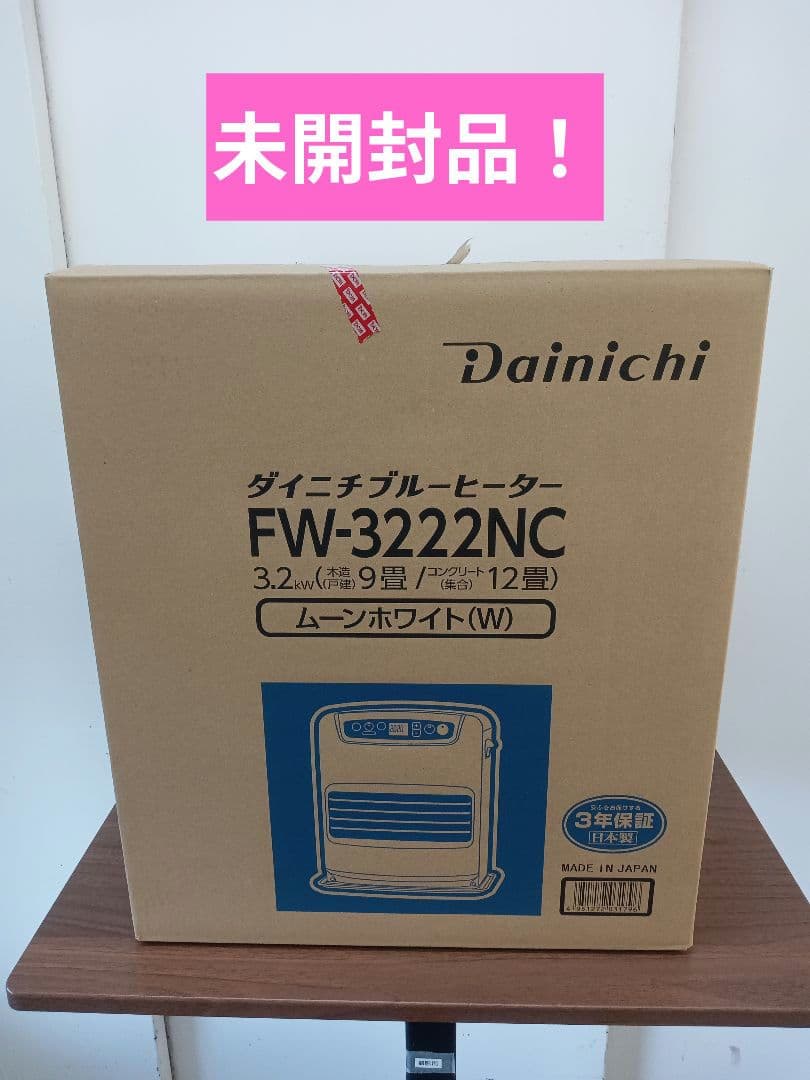 未開封品！
Dainichi
ダイニチブルーヒーター
FW-3222NC
3.2kW(木造(戸建)9畳/コンクリート(集合)12畳)
ムーンホワイト(W)
3年保証
日本製
MADE IN JAPAN